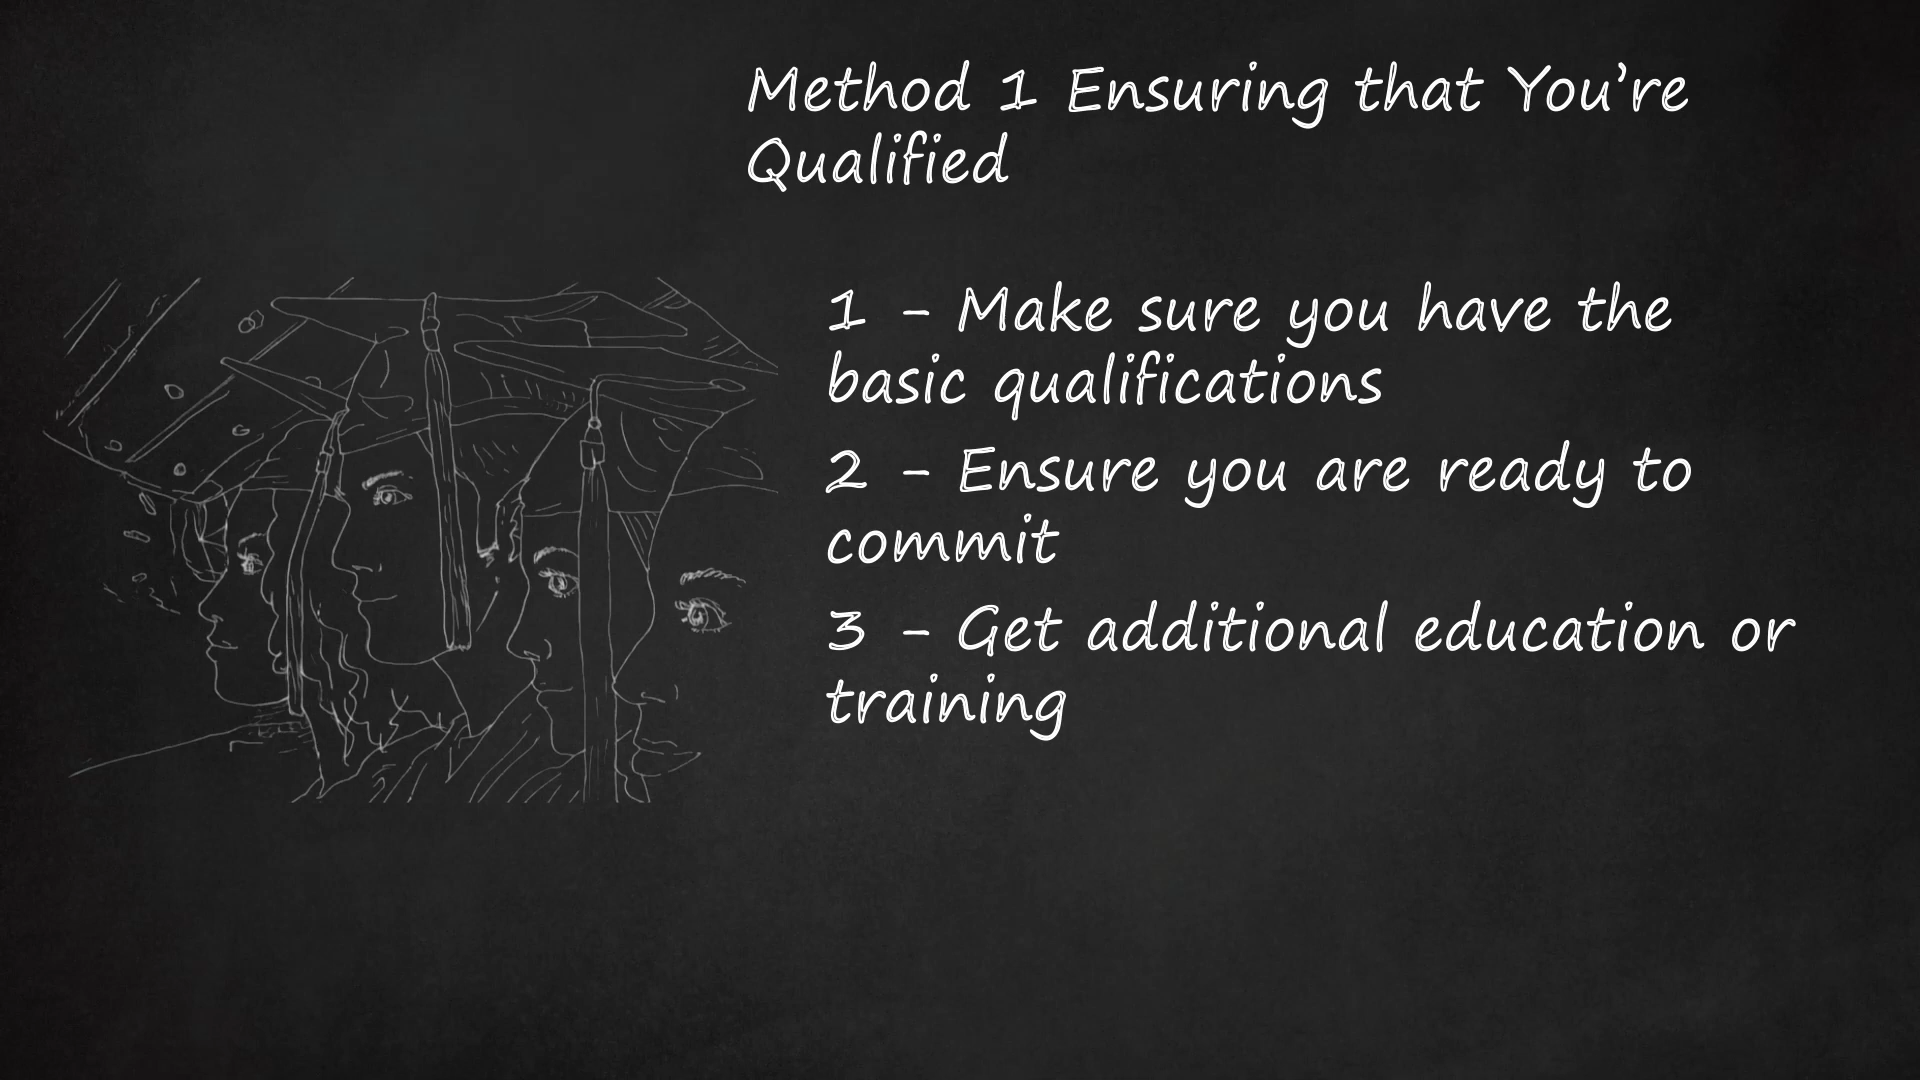 Method 1 Ensuring that You’re
Qualified
1 - Make sure you have the
basic qualifications
2 - Ensure you are ready to
commit
3 - Get additional education or
training